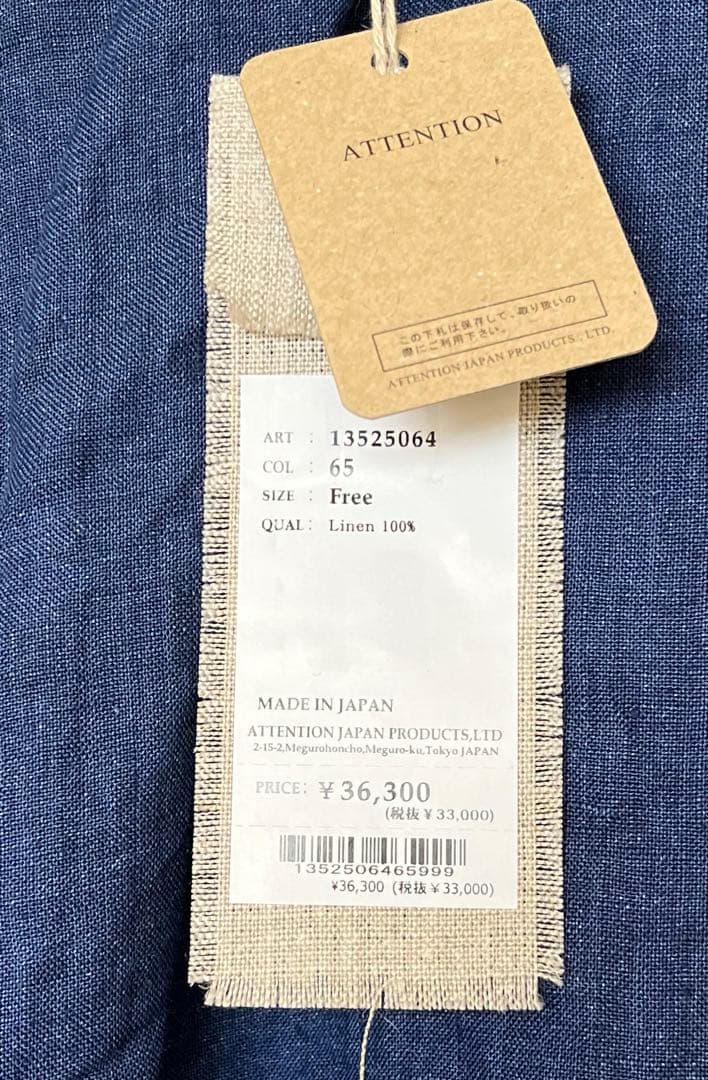 ATTENTION
この下札は保存して、取り扱いの
際にご利用下さい。
ATTENTION JAPAN PRODUCTS., LTD.
ART : 13525064
COL : 65
SIZE : Free
QUAL: Linen 100%
MADE IN JAPAN
ATTENTION JAPAN PRODUCTS,LTD
2-15-2,Megurohoncho,Meguro-ku,Tokyo JAPAN
PRICE: ¥36,300
(税抜¥33,000)
1352506465999
¥36,300 (税抜¥33,000)